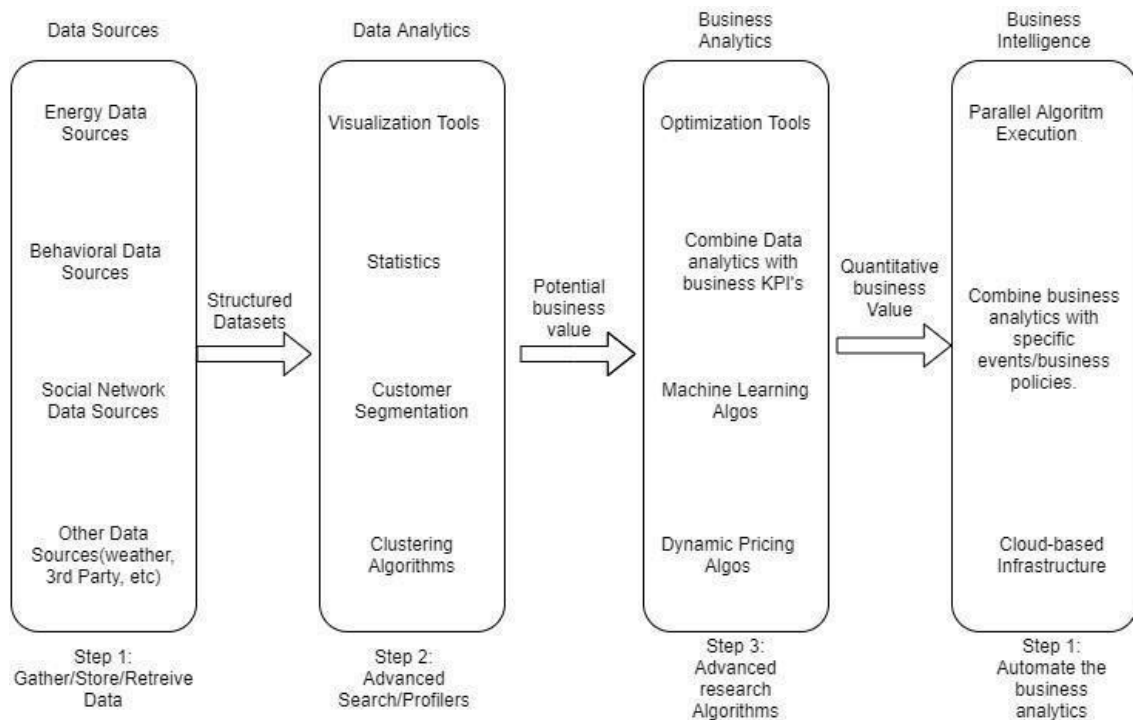 Data Sources
Energy Data
Sources
Behavioral Data
Sources
Social Network
Data Sources
Other Data
Sources(weather,
3rd Party, etc)
Step 1:
Gather/Store/Retreive
Data
Structured
Datasets
Data Analytics
Visualization Tools
Statistics
Customer
Segmentation
Clustering
Algorithms
Step 2:
Advanced
Search/Profilers
Potential
business
value
Business
Analytics
Optimization Tools
Combine Data
analytics with
business KPI's
Machine Learning
Algos
Dynamic Pricing
Algos
Step 3:
Advanced
research
Algorithms
Quantitative
business
Value
Business
Intelligence
Parallel Algoritm
Execution
Combine business
analytics with
specific
events/business
policies.
Cloud-based
Infrastructure
Step 1:
Automate the
business
analytics